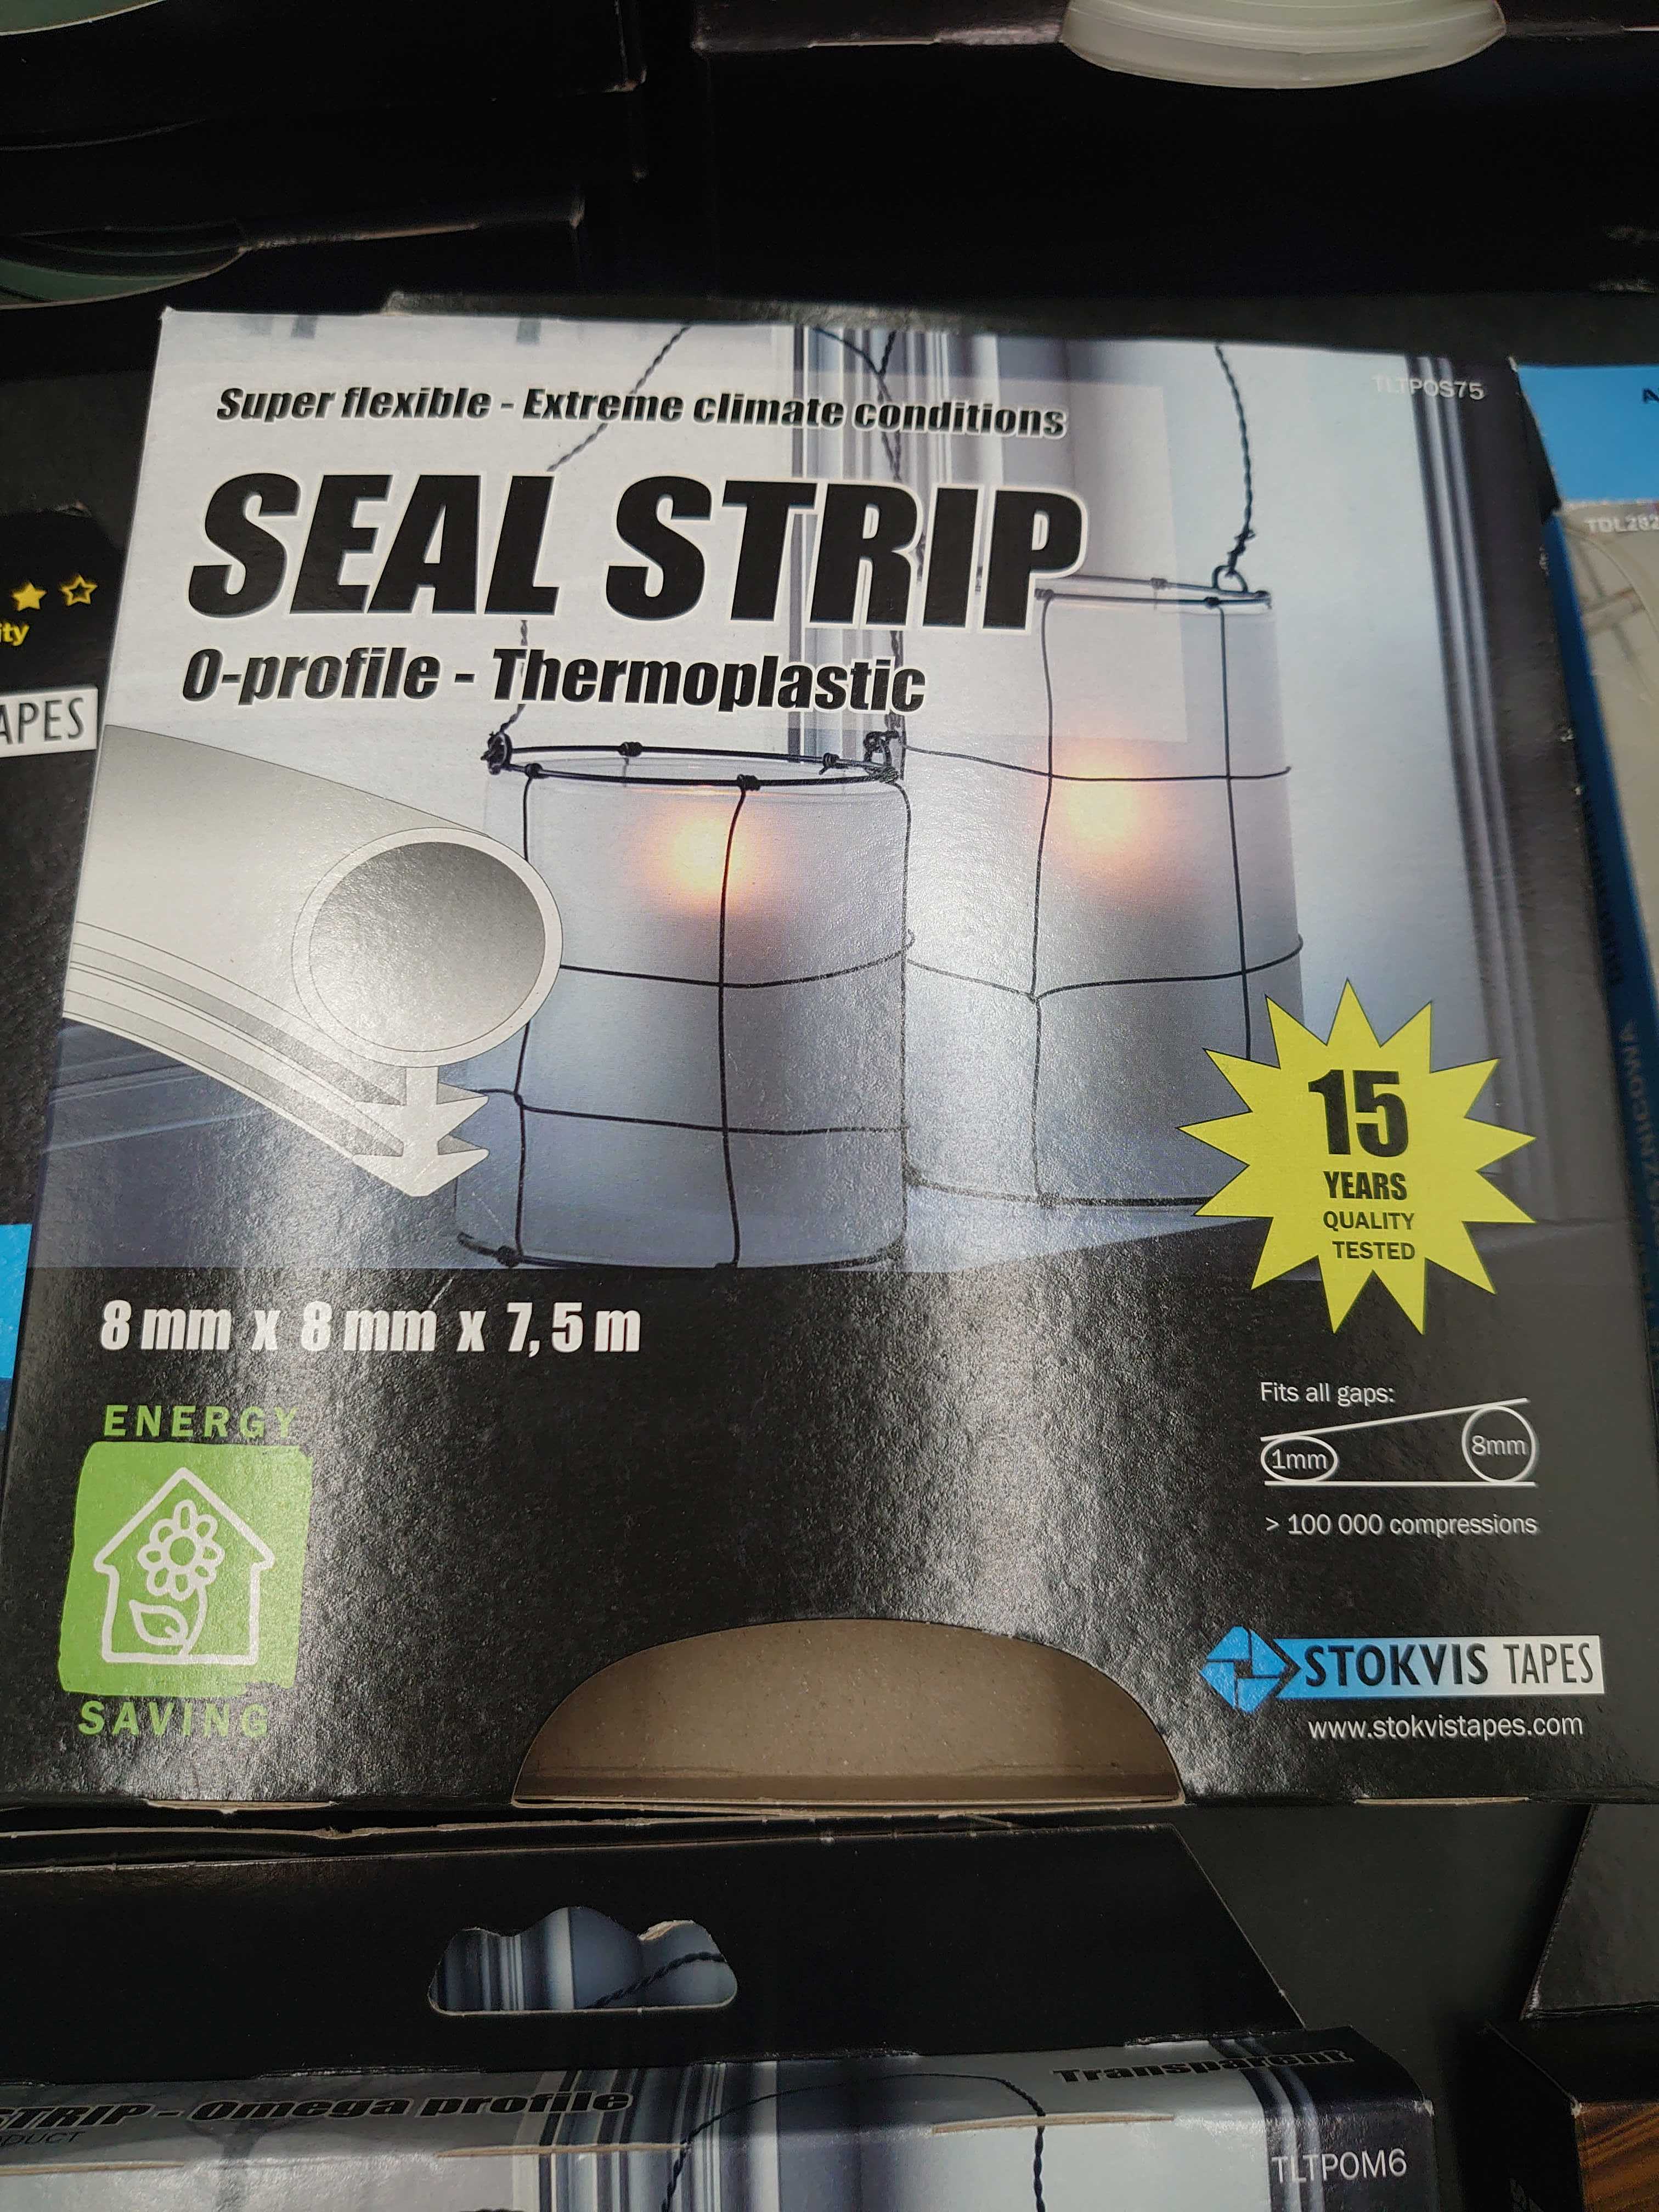 Super flexible - Extreme climate conditions
TLTPOS75
SEAL STRIP
O-profile - Thermoplastic
TDL282
ity
APES
15
YEARS
QUALITY
TESTED
8 mm x 8 mm x 7, 5 m
ENERGY
SAVING
Fits all gaps:
1mm
8mm
> 100 000 compressions
STOKVIS TAPES
www.stokvistapes.com
Transparent
STRIP - Omega profile
TLTPOM6